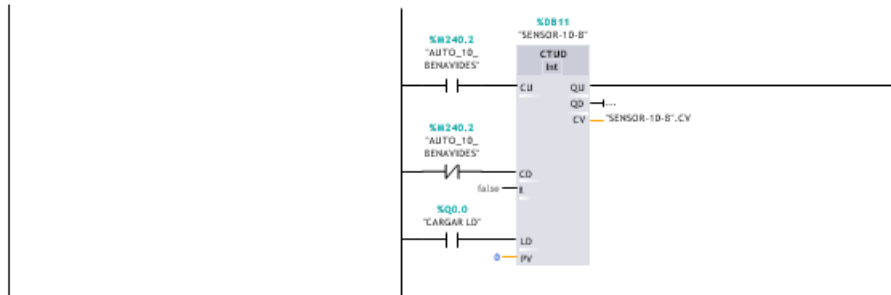 %DB11
"SENSOR-10-B"
%M240.2
"AUTO_10_
BENAVIDES"
CTUD
Int
CU
QU
QD
...
CV
"SENSOR-10-B".CV
%M240.2
"AUTO_10_
BENAVIDES"
CD
false
R
%Q0.0
"CARGAR LD"
LD
0
PV